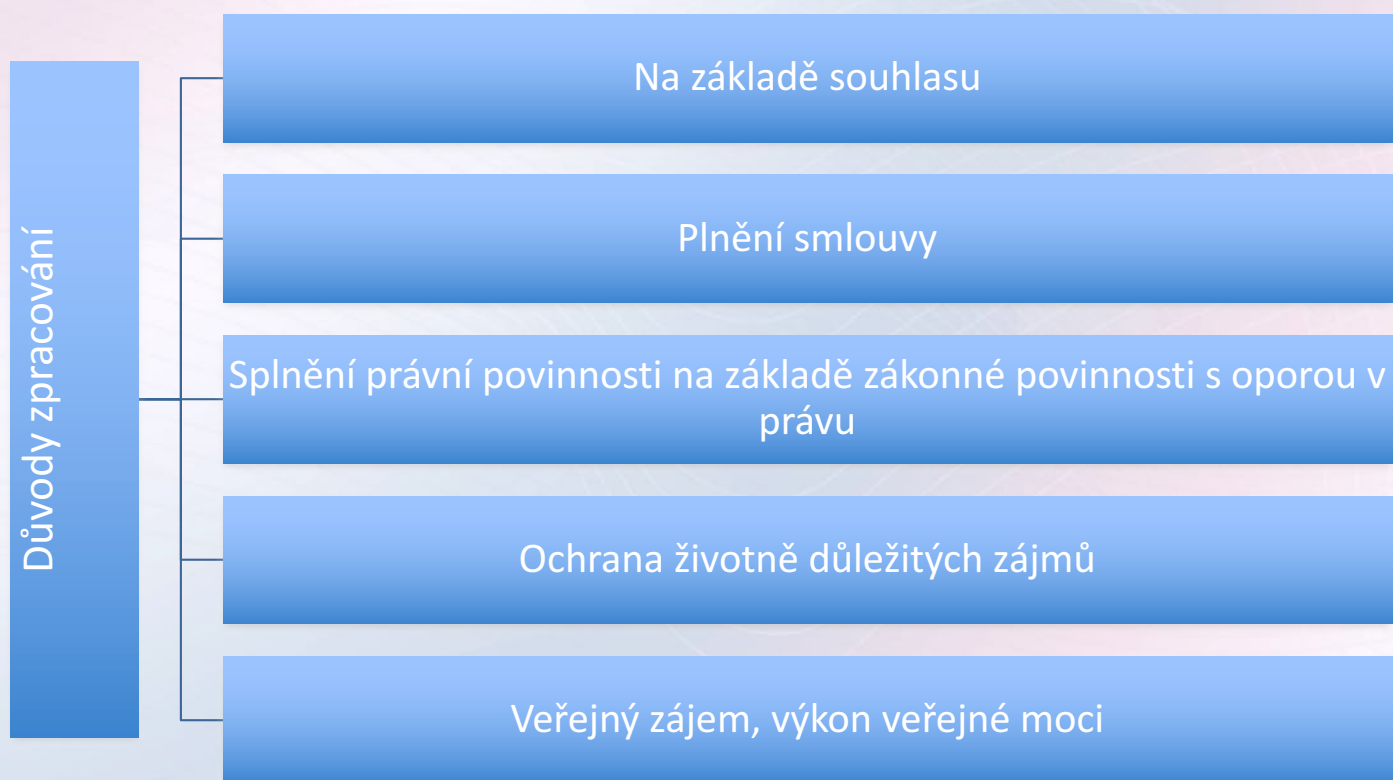 Důvody zpracování
Na základě souhlasu
Plnění smlouvy
Splnění právní povinnosti na základě zákonné povinnosti s oporou v
právu
Ochrana životně důležitých zájmů
Veřejný zájem, výkon veřejné moci